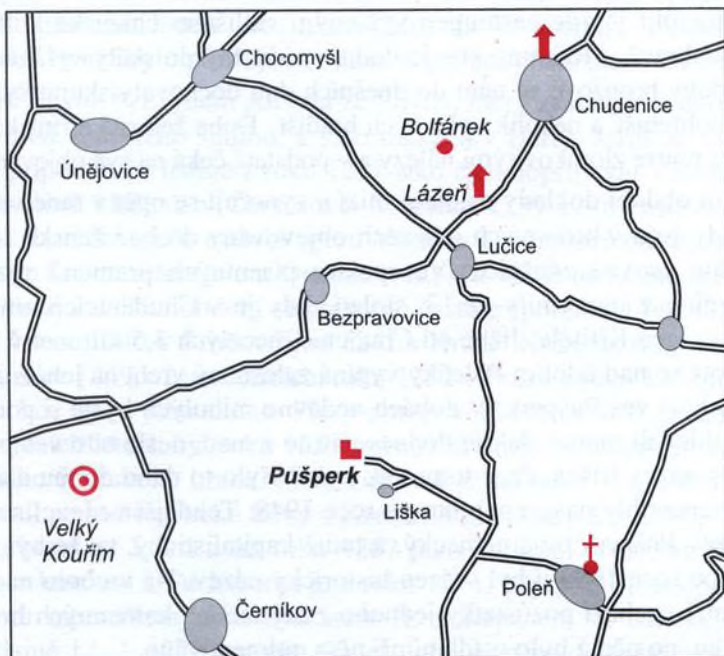 Chocomyšl
Chudenice
Únějovice
Bolfánek
Lázeň
Lučice
Bezpravovice
Pušperk
Liška
Velký
Kouřim
Poleň
Černíkov